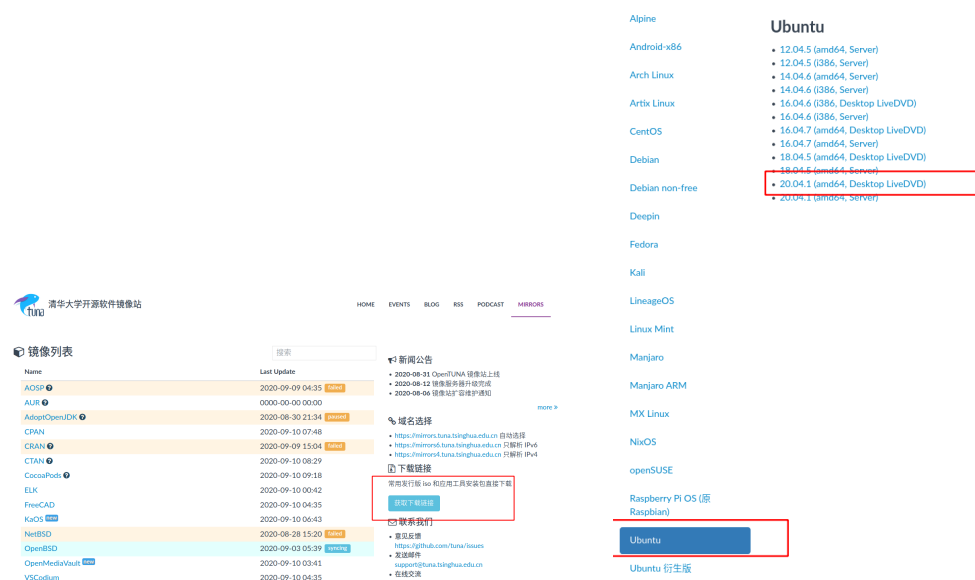 清华大学开源软件镜像站
tuna
HOME EVENTS BLOG RSS PODCAST MIRRORS
镜像列表
搜索
Name Last Update
AOSP 2020-09-09 04:35 failed
AUR 0000-00-00 00:00
AdoptOpenJDK 2020-08-30 21:34 paused
CPAN 2020-09-10 07:48
CRAN 2020-09-09 15:04 failed
CTAN 2020-09-10 08:29
CocoaPods 2020-09-10 09:18
ELK 2020-09-10 00:42
FreeCAD 2020-09-10 04:35
KaOS new 2020-09-10 06:43
NetBSD 2020-08-28 15:20 failed
OpenBSD 2020-09-03 05:39 syncing
OpenMediaVault new 2020-09-10 03:41
VSCodium 2020-09-10 04:35
新闻公告
2020-08-31 OpenTUNA 镜像站上线
2020-08-12 镜像服务器升级完成
2020-08-06 镜像站扩容维护通知
more »
域名选择
https://mirrors.tuna.tsinghua.edu.cn 自动选择
https://mirrors6.tuna.tsinghua.edu.cn 只解析 IPv6
https://mirrors4.tuna.tsinghua.edu.cn 只解析 IPv4
下载链接
常用发行版 iso 和应用工具安装包直接下载
获取下载链接
联系我们
意见反馈
https://github.com/tuna/issues
发送邮件
support@tuna.tsinghua.edu.cn
在线交流
Alpine
Android-x86
Arch Linux
Artix Linux
CentOS
Debian
Debian non-free
Deepin
Fedora
Kali
LineageOS
Linux Mint
Manjaro
Manjaro ARM
MX Linux
NixOS
openSUSE
Raspberry Pi OS (原
Raspbian)
Ubuntu
Ubuntu 衍生版
Ubuntu
12.04.5 (amd64, Server)
12.04.5 (i386, Server)
14.04.6 (amd64, Server)
14.04.6 (i386, Server)
16.04.6 (i386, Desktop LiveDVD)
16.04.6 (i386, Server)
16.04.7 (amd64, Desktop LiveDVD)
16.04.7 (amd64, Server)
18.04.5 (amd64, Desktop LiveDVD)
18.04.5 (amd64, Server)
20.04.1 (amd64, Desktop LiveDVD)
20.04.1 (amd64, Server)